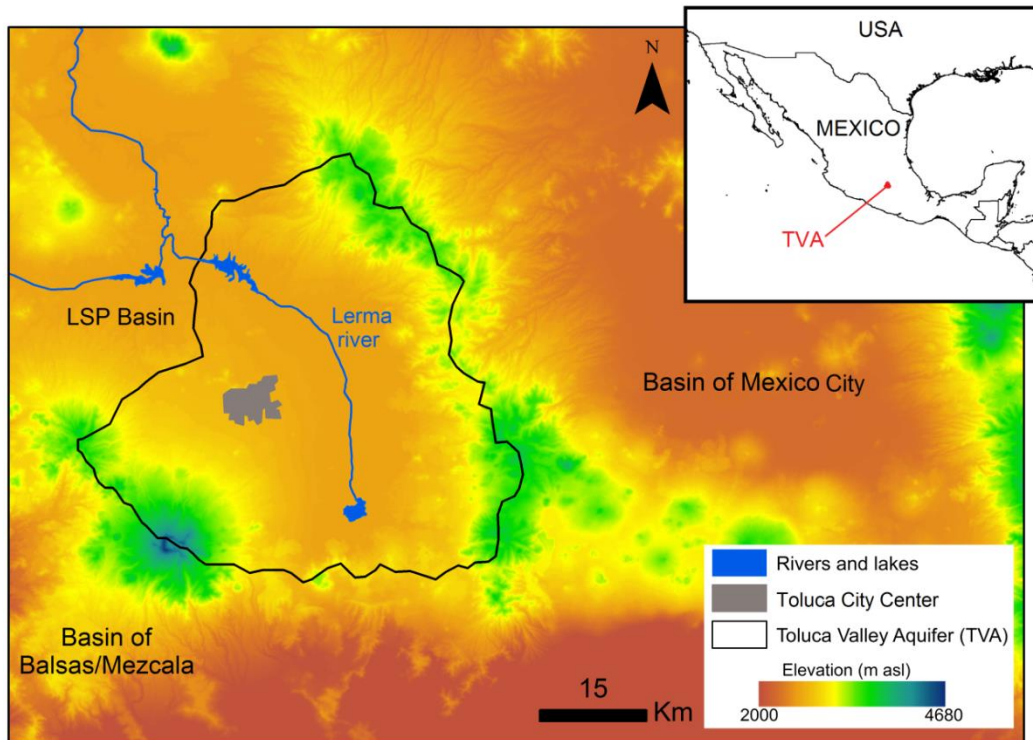 USA
N
MEXICO
TVA
LSP Basin
Lerma
river
Basin of Mexico City
Basin of
Balsas/Mezcala
15
Km
Rivers and lakes
Toluca City Center
Toluca Valley Aquifer (TVA)
Elevation (m asl)
2000
4680